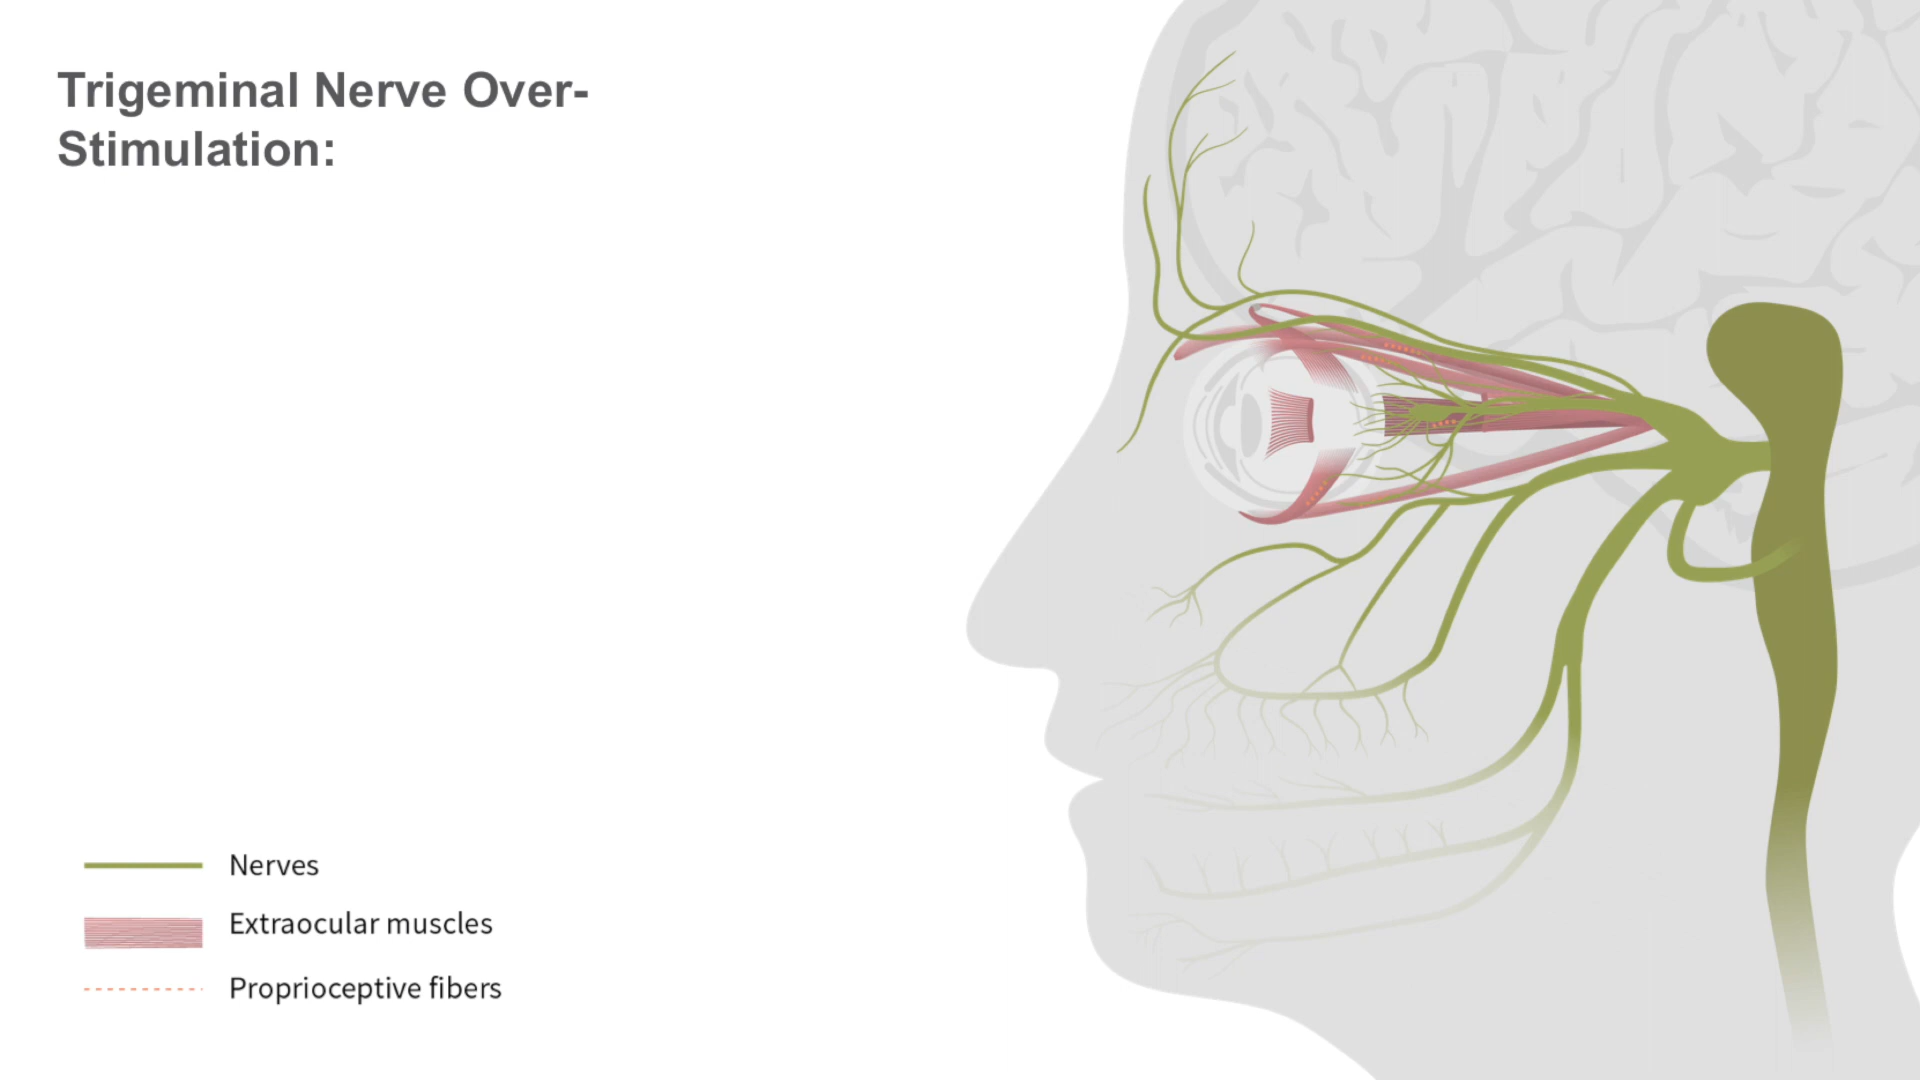 Trigeminal Nerve Over-
Stimulation:
Nerves
Extraocular muscles
Proprioceptive fibers